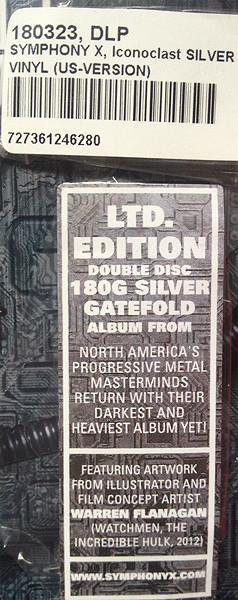 180323, DLP
SYMPHONY X, Iconoclast SILVER
VINYL (US-VERSION)
727361246280
LTD.
EDITION
DOUBLE DISC
180G SILVER
GATEFOLD
ALBUM FROM
NORTH AMERICA'S
PROGRESSIVE METAL
MASTERMINDS
RETURN WITH THEIR
DARKEST AND
HEAVIEST ALBUM YET!
FEATURING ARTWORK
FROM ILLUSTRATOR AND
FILM CONCEPT ARTIST
WARREN FLANAGAN
(WATCHMEN, THE
INCREDIBLE HULK, 2012)
WWW.SYMPHONYX.COM